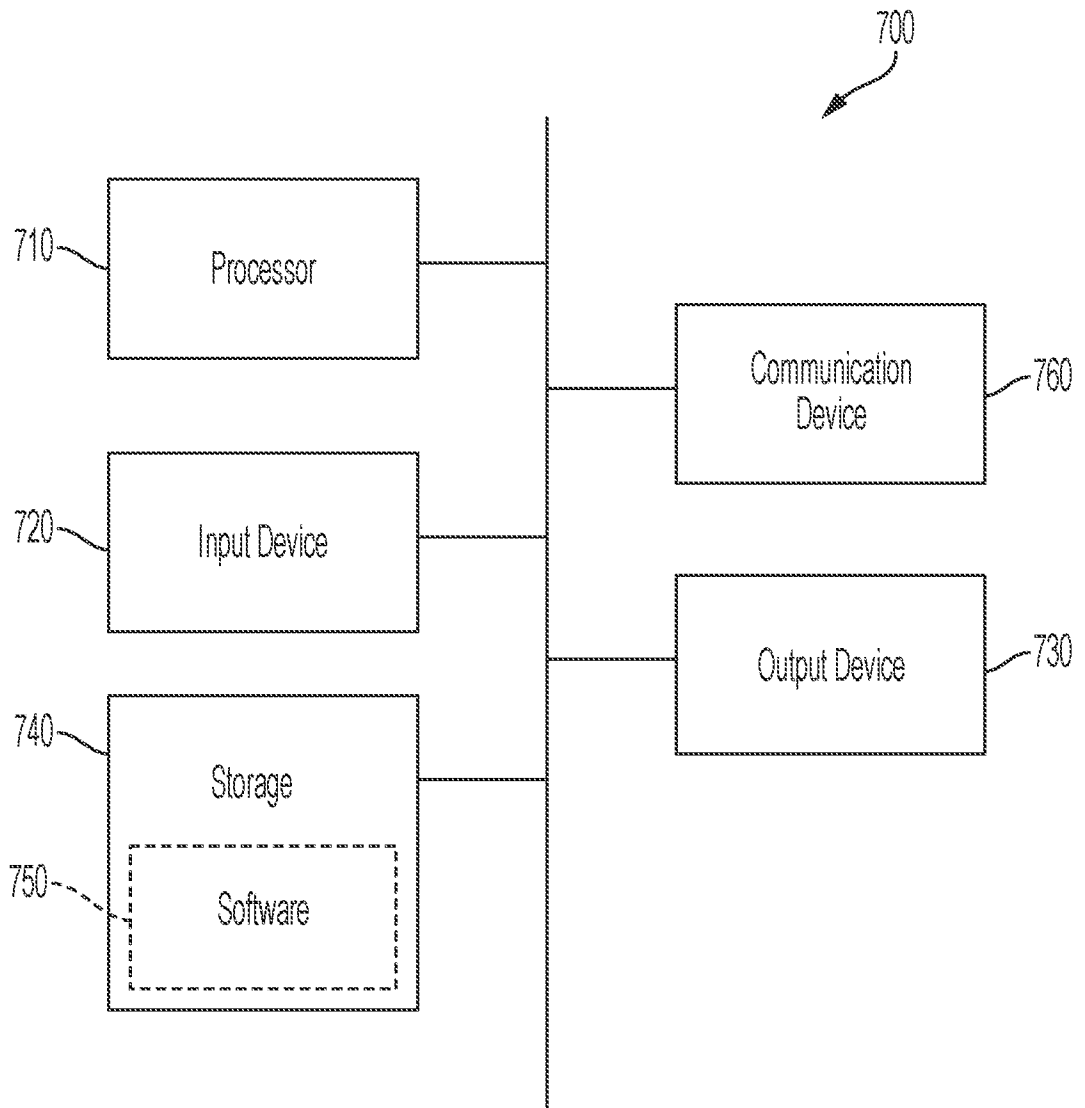 700
710
Processor
Communication
Device
760
720
Input Device
Output Device
730
740
Storage
750
Software